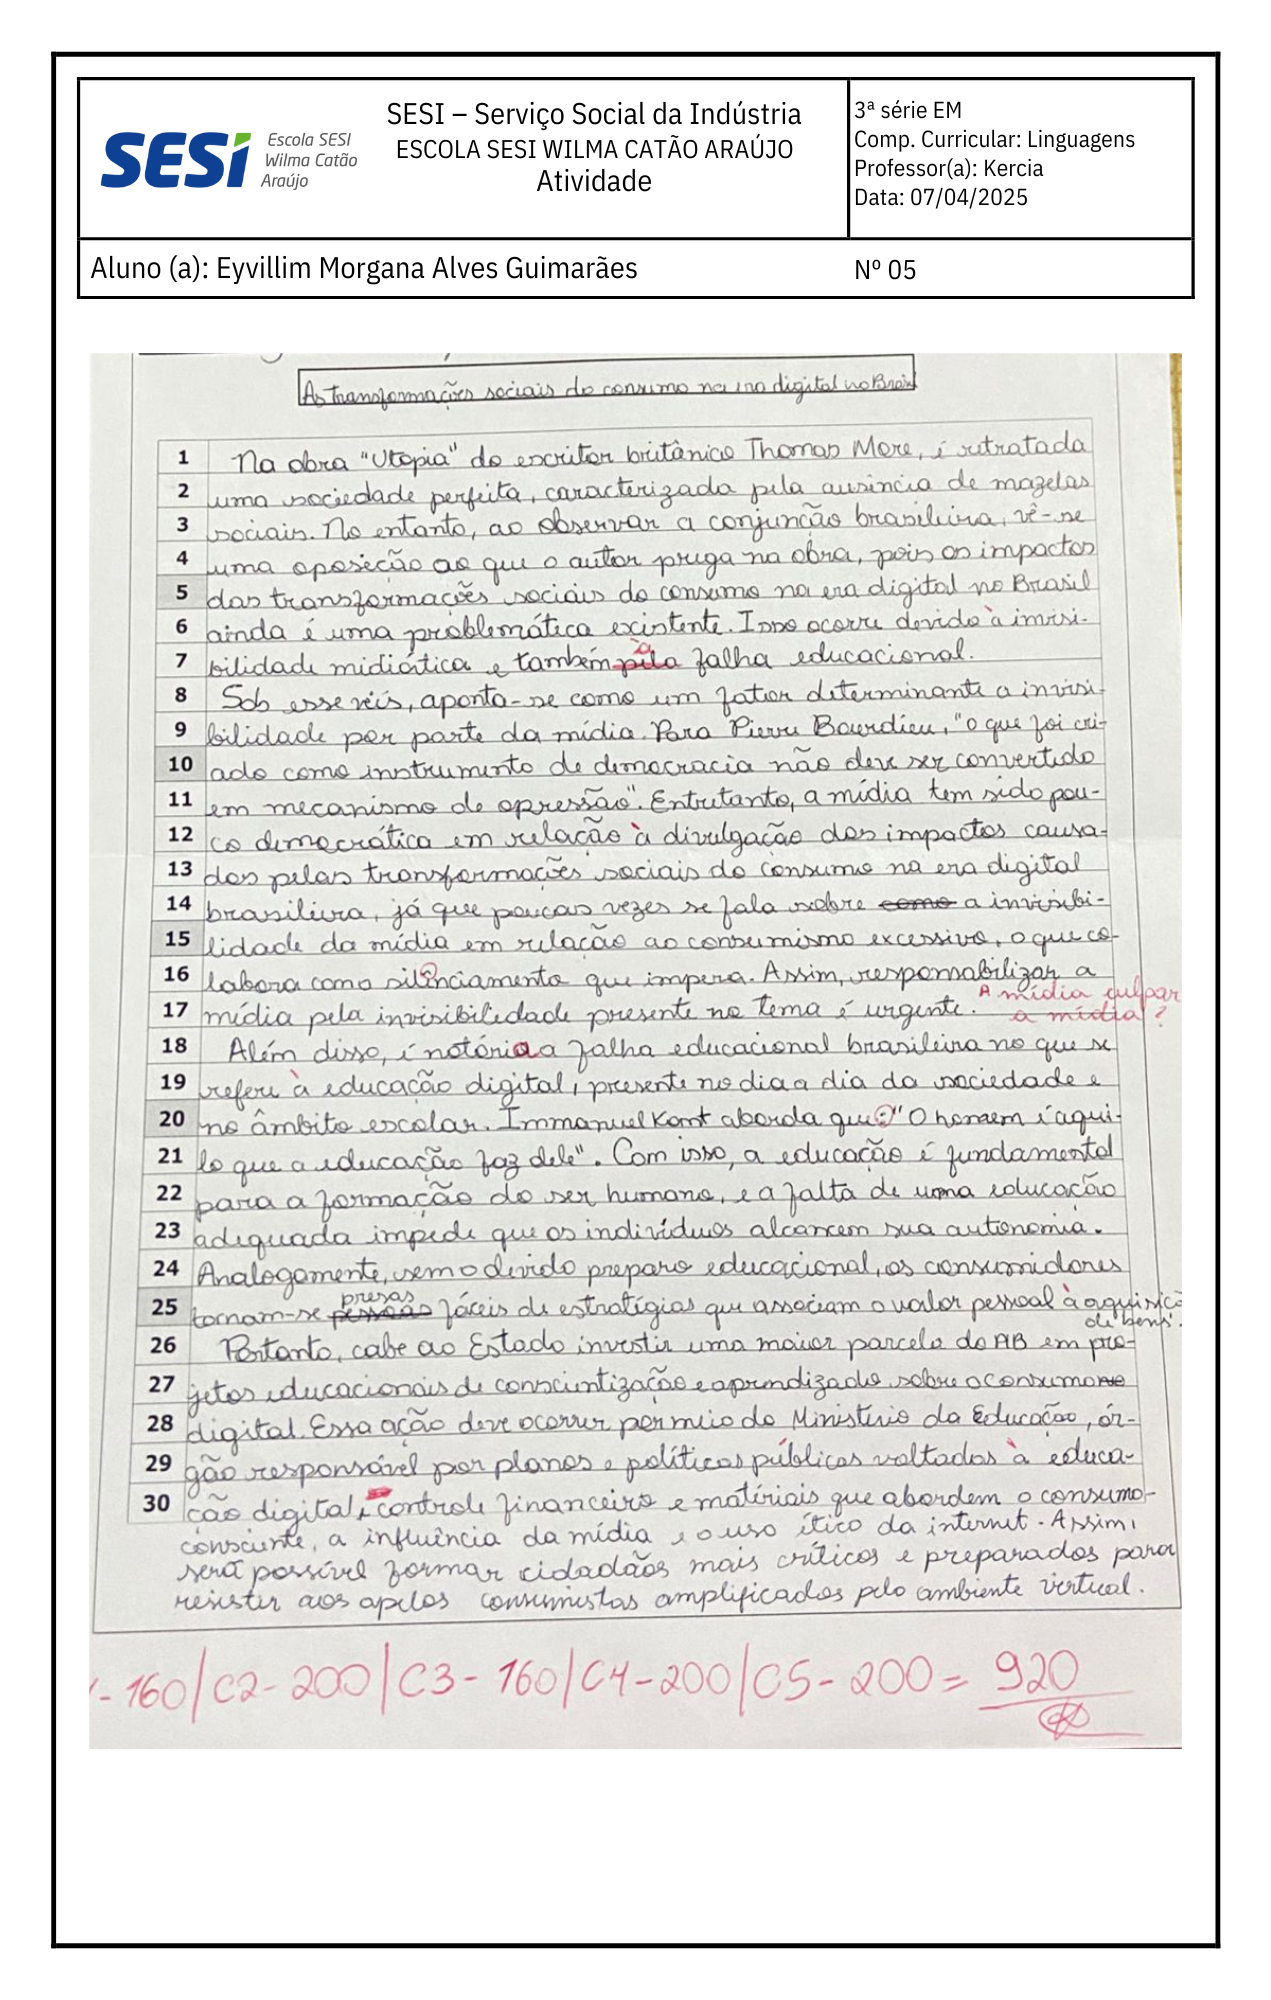 SESI – Serviço Social da Indústria
ESCOLA SESI WILMA CATÃO ARAÚJO
Atividade
SESI Escola SESI
Wilma Catão
Araújo
3ª série EM
Comp. Curricular: Linguagens
Professor(a): Kercia
Data: 07/04/2025
Aluno (a): Eyvillim Morgana Alves Guimarães
Nº 05
As transformações sociais do consumo na era digital no Brasil
1 Na obra "Utopia" do escritor britânico Thomas More, é retratada
2 uma sociedade perfeita, caracterizada pela ausência de mazelas
3 sociais. No entanto, ao observar a conjunção brasileira, vê-se
4 uma oposição ao que o autor prega na obra, pois os impactos
5 das transformações sociais do consumo na era digital no Brasil
6 ainda é uma problemática existente. Isso ocorre devido à invisi-
à
7 bilidade midiática e também pela falha educacional.
8 Sob esse viés, aponta-se como um fator determinante a invisi-
9 bilidade por parte da mídia. Para Pierre Bourdieu, "o que foi cri-
10 ado como instrumento de democracia não deve ser convertido
11 em mecanismo de opressão". Entretanto, a mídia tem sido pou-
12 co democrática em relação à divulgação dos impactos causa-
13 dos pelas transformações sociais do consumo na era digital
14 brasileira, já que poucas vezes se fala sobre como a invisibi-
15 lidade da mídia em relação ao consumismo excessivo, o que co-
16 labora como silenciamento que impera. Assim, responsabilizar a
17 mídia pela invisibilidade presente no tema é urgente. A mídia culpar
a mídia?
18 Além disso, é notória a falha educacional brasileira no que se
19 refere à educação digital, presente no dia a dia da sociedade e
20 no âmbito escolar. Immanuel Kant aborda que: "O homem é aqui-
21 lo que a educação faz dele". Com isso, a educação é fundamental
22 para a formação do ser humano, e a falta de uma educação
23 adequada impede que os indivíduos alcancem sua autonomia.
24 Analogamente, sem o devido preparo educacional, os consumidores
presas
25 tornam-se pessoas fáceis de estratégias que associam o valor pessoal à aquisição
de bens.
26 Portanto, cabe ao Estado investir uma maior parcela do PIB em pro-
27 jetos educacionais de conscientização e aprendizado sobre o consumo no
28 digital. Essa ação deve ocorrer por meio do Ministério da Educação, ór-
29 gão responsável por planos e políticas públicas voltados à educa-
30 ção digital, controle financeiro e matérias que abordem o consumo
consciente, a influência da mídia e o uso ético da internet. Assim,
será possível formar cidadãos mais críticos e preparados para
resistir aos apelos consumistas amplificados pelo ambiente vertical.
- 160 | C2 - 200 | C3 - 160 | C4 - 200 | C5 - 200 = 920